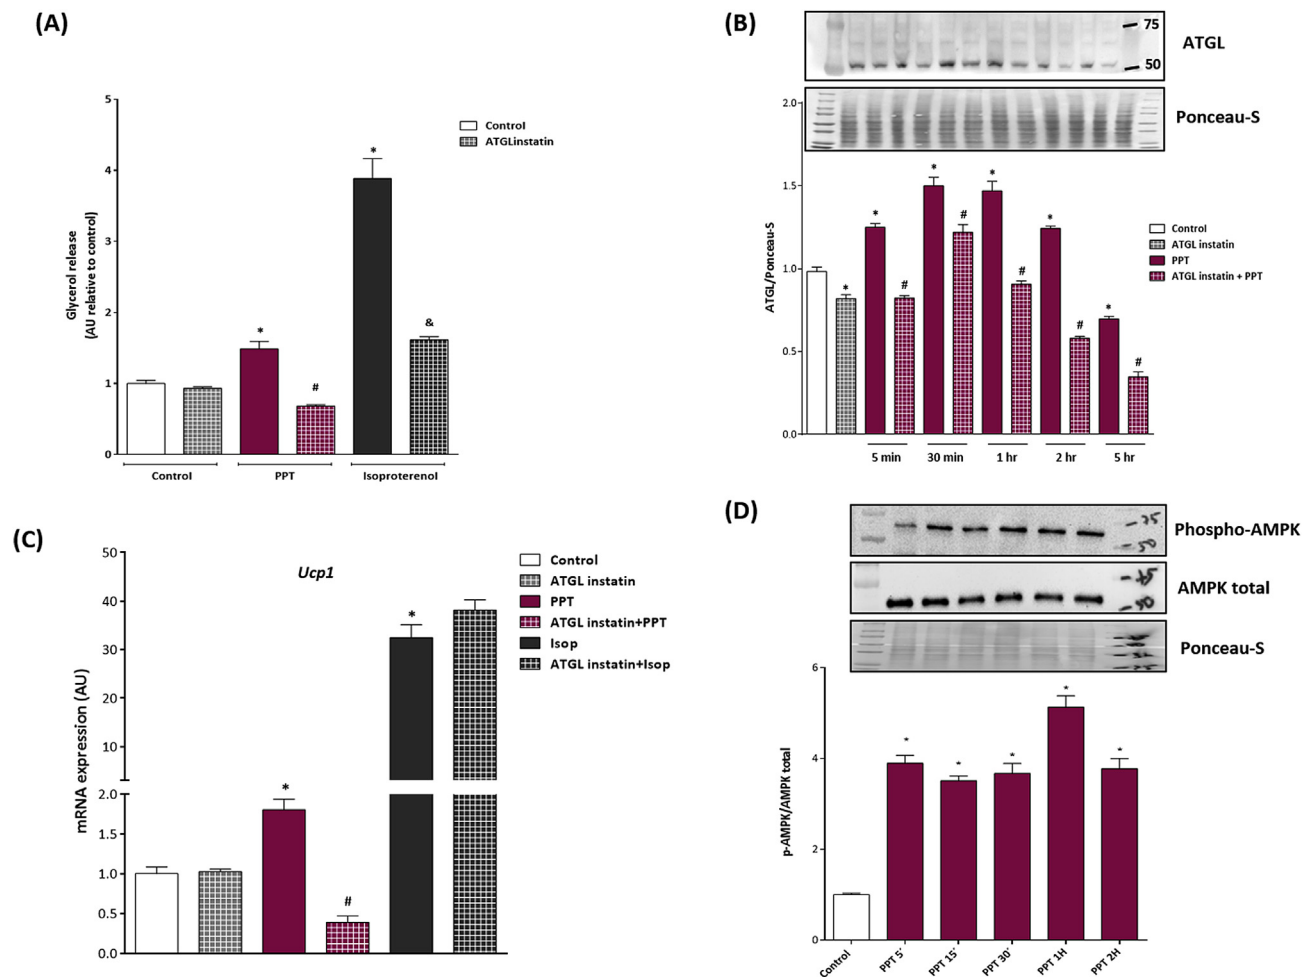 (A)
5
4
3
2
1
0
Glycerol release
(AU relative to control)
Control
ATGLinstatin
*
#
*
&
Control
PPT
Isoproterenol
(B)
75
50
ATGL
Ponceau-S
2.0
1.5
1.0
0.5
0.0
ATGL/Ponceau-S
*
*
#
*
#
*
#
*
#
*
#
Control
ATGL instatin
PPT
ATGL instatin + PPT
5 min
30 min
1 hr
2 hr
5 hr
(C)
Ucp1
50
40
30
20
10
2.0
1.5
1.0
0.5
0.0
mRNA expression (AU)
*
#
*
Control
ATGL instatin
PPT
ATGL instatin+PPT
Isop
ATGL instatin+Isop
(D)
75
50
Phospho-AMPK
75
50
AMPK total
Ponceau-S
6
4
2
0
p-AMPK/AMPK total
*
*
*
*
*
Control
PPT 5´
PPT 15´
PPT 30´
PPT 1H
PPT 2H